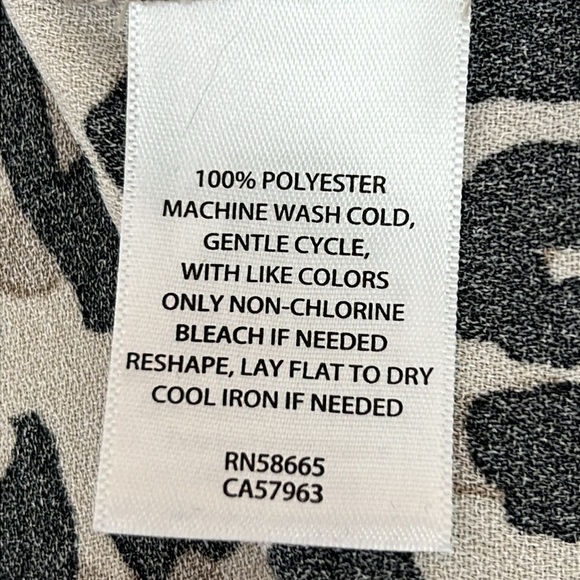 100% POLYESTER
MACHINE WASH COLD,
GENTLE CYCLE,
WITH LIKE COLORS
ONLY NON-CHLORINE
BLEACH IF NEEDED
RESHAPE, LAY FLAT TO DRY
COOL IRON IF NEEDED
RN58665
CA57963